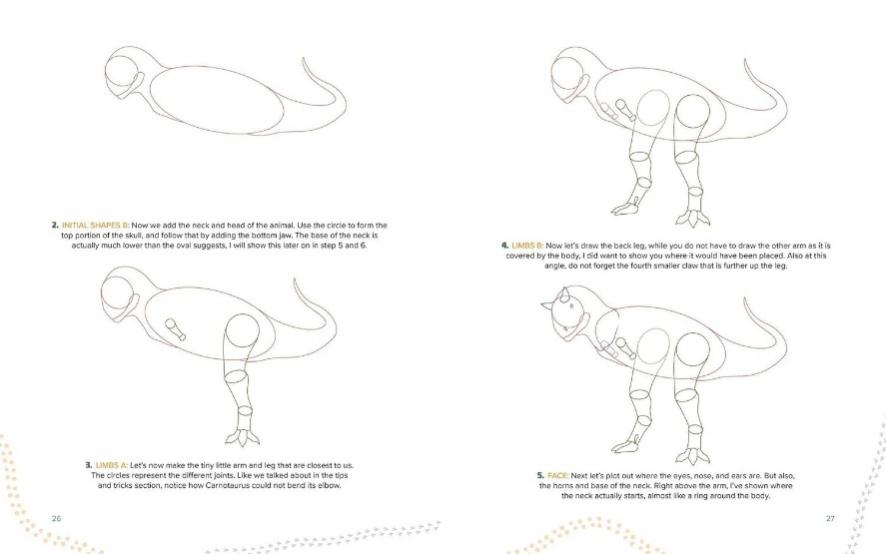 2. INITIAL SHAPES B: Now we add the neck and head of the animal. Use the circle to form the
top portion of the skull, and follow that by adding the bottom jaw. The base of the neck is
actually much lower than the oval suggests, I will show this later on in step 5 and 6.
3. LIMBS A: Let's now make the tiny little arm and leg that are closest to us.
The circles represent the different joints. Like we talked about in the tips
and tricks section, notice how Carnotaurus could not bend its elbow.
26
4. LIMBS B: Now let's draw the back leg, while you do not have to draw the other arm as it is
covered by the body, I did want to show you where it would have been placed. Also at this
angle, do not forget the fourth smaller claw that is further up the leg.
5. FACE: Next let's plot out where the eyes, nose, and ears are. But also,
the horns and base of the neck. Right above the arm, I've shown where
the neck actually starts, almost like a ring around the body.
27